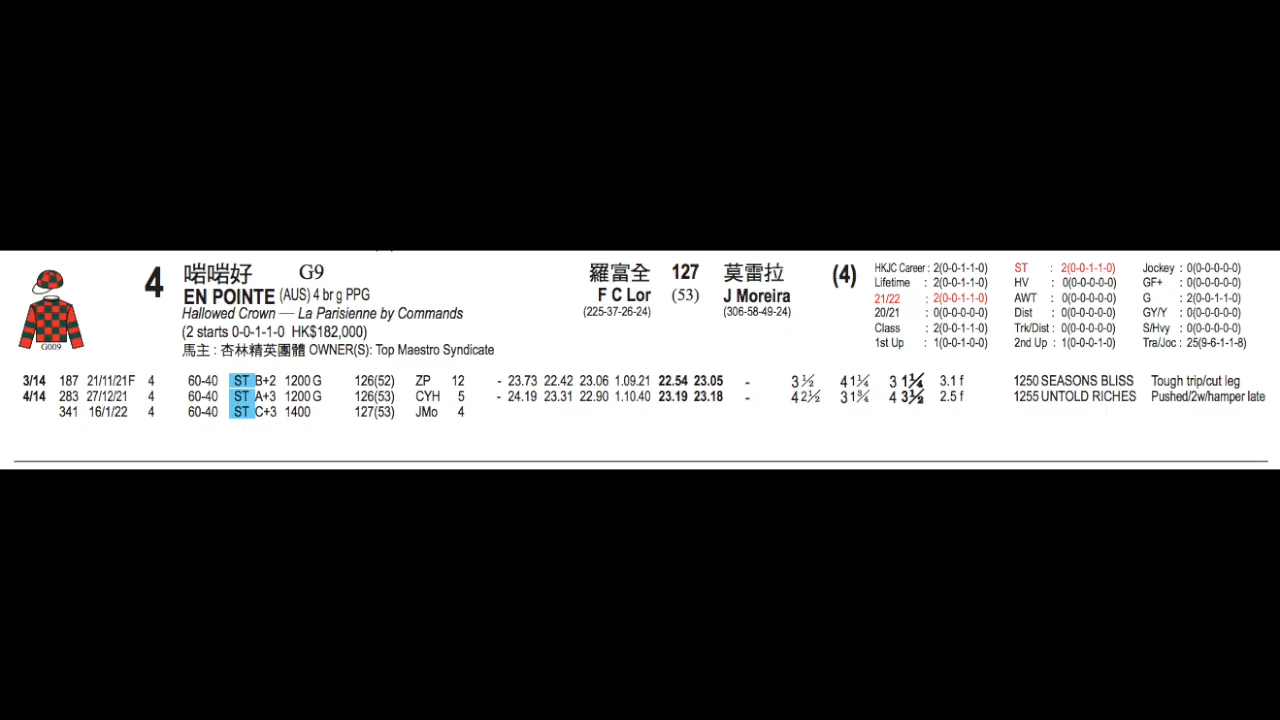 4 啱啱好 G9 羅富全 127 莫雷拉 (4) HKJC Career : 2(0-0-1-1-0) ST : 2(0-0-1-1-0) Jockey : 0(0-0-0-0-0)
EN POINTE (AUS) 4 br g PPG F C Lor (53) J Moreira Lifetime : 2(0-0-1-1-0) HV : 0(0-0-0-0-0) GF+ : 0(0-0-0-0-0)
Hallowed Crown — La Parisienne by Commands (225-37-26-24) (306-58-49-24) 21/22 : 2(0-0-1-1-0) AWT : 0(0-0-0-0-0) G : 2(0-0-1-1-0)
20/21 : 0(0-0-0-0-0) Dist : 0(0-0-0-0-0) GY/Y : 0(0-0-0-0-0)
(2 starts 0-0-1-1-0 HK$182,000) Class : 2(0-0-1-1-0) Trk/Dist : 0(0-0-0-0-0) S/Hvy : 0(0-0-0-0-0)
G009 馬主 : 杏林精英團體 OWNER(S): Top Maestro Syndicate 1st Up : 1(0-0-1-0-0) 2nd Up : 1(0-0-0-1-0) Tra/Joc : 25(9-6-1-1-8)
3/14 187 21/11/21F 4 60-40 ST B+2 1200 G 126(52) ZP 12 - 23.73 22.42 23.06 1.09.21 22.54 23.05 - 3 ½ 4 1¼ 3 1¼ 3.1 f 1250 SEASONS BLISS Tough trip/cut leg
4/14 283 27/12/21 4 60-40 ST A+3 1200 G 126(53) CYH 5 - 24.19 23.31 22.90 1.10.40 23.19 23.18 - 4 2½ 3 1¾ 4 3½ 2.5 f 1255 UNTOLD RICHES Pushed/2w/hamper late
341 16/1/22 4 60-40 ST C+3 1400 127(53) JMo 4